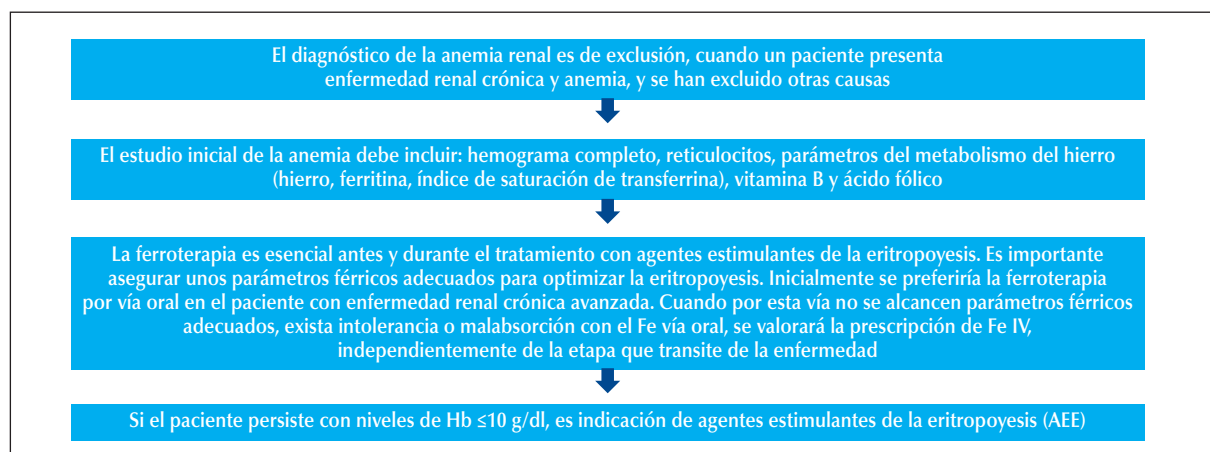 El diagnóstico de la anemia renal es de exclusión, cuando un paciente presenta
enfermedad renal crónica y anemia, y se han excluido otras causas
El estudio inicial de la anemia debe incluir: hemograma completo, reticulocitos, parámetros del metabolismo del hierro
(hierro, ferritina, índice de saturación de transferrina), vitamina B y ácido fólico
La ferroterapia es esencial antes y durante el tratamiento con agentes estimulantes de la eritropoyesis. Es importante
asegurar unos parámetros férricos adecuados para optimizar la eritropoyesis. Inicialmente se preferiría la ferroterapia
por vía oral en el paciente con enfermedad renal crónica avanzada. Cuando por esta vía no se alcancen parámetros férricos
adecuados, exista intolerancia o malabsorción con el Fe vía oral, se valorará la prescripción de Fe IV,
independientemente de la etapa que transite de la enfermedad
Si el paciente persiste con niveles de Hb ≤10 g/dl, es indicación de agentes estimulantes de la eritropoyesis (AEE)